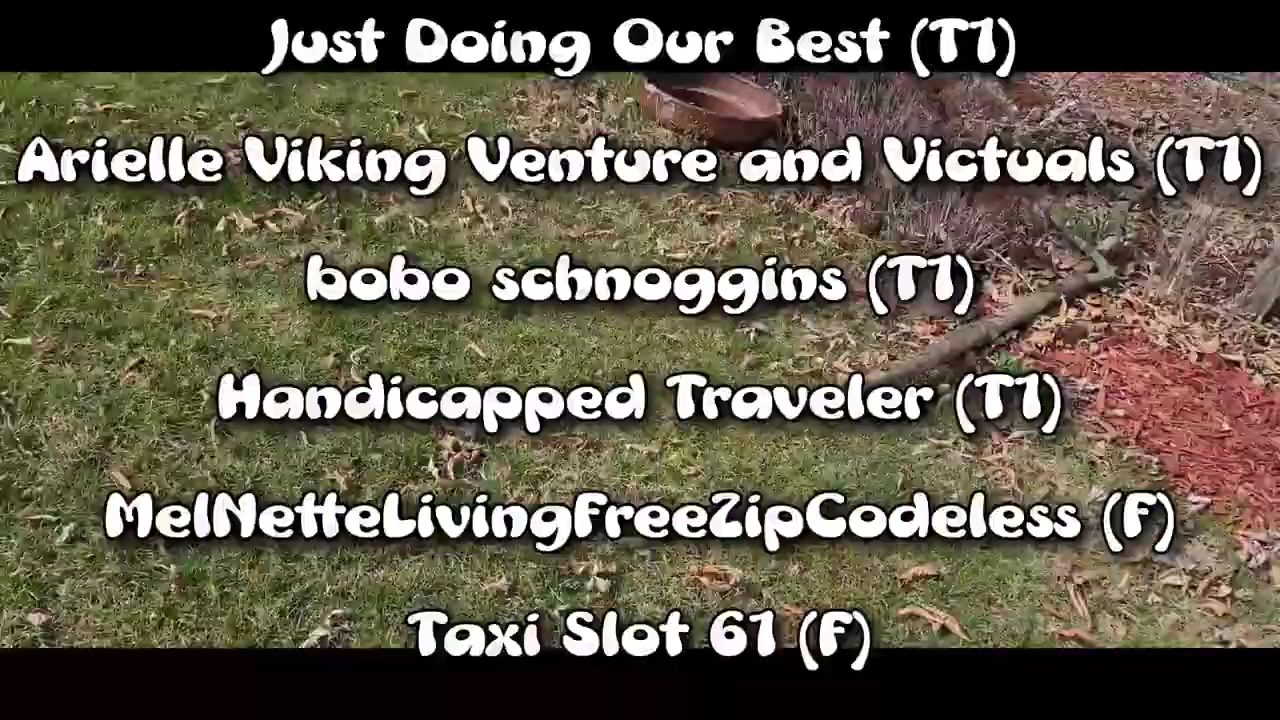 Just Doing Our Best (T1)
Arielle Viking Venture and Victuals (T1)
bobo schnoggins (T1)
Handicapped Traveler (T1)
MelNetteLivingFreeZipCodeless (F)
Taxi Slot 61 (F)